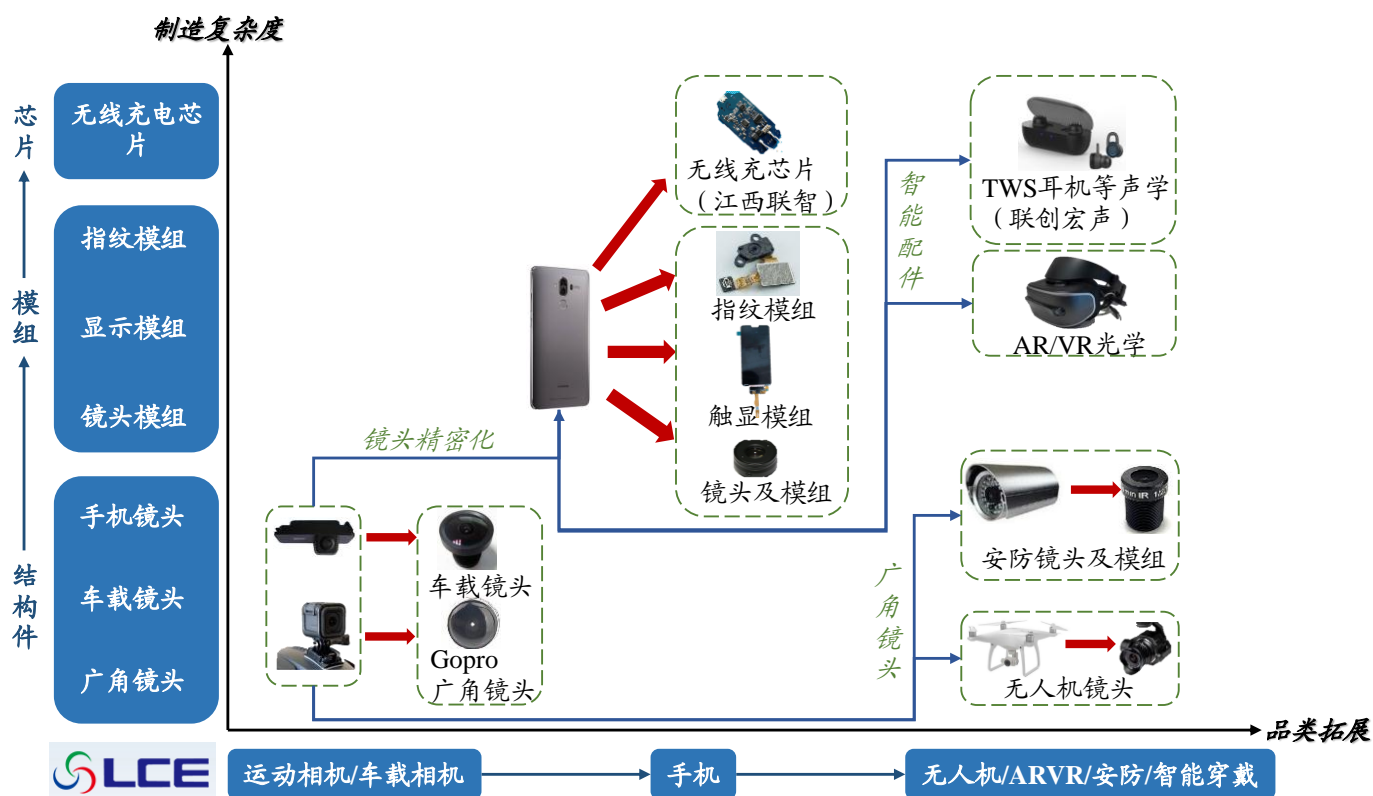 制造复杂度
芯片
模组
结构件
无线充电芯
片
指纹模组
显示模组
镜头模组
手机镜头
车载镜头
广角镜头
无线充芯片
（江西联智）
指纹模组
触显模组
镜头及模组
镜头精密化
车载镜头
Gopro
广角镜头
智能配件
TWS耳机等声学
（联创宏声）
AR/VR光学
广角镜头
安防镜头及模组
无人机镜头
品类拓展
LCE
运动相机/车载相机
手机
无人机/ARVR/安防/智能穿戴